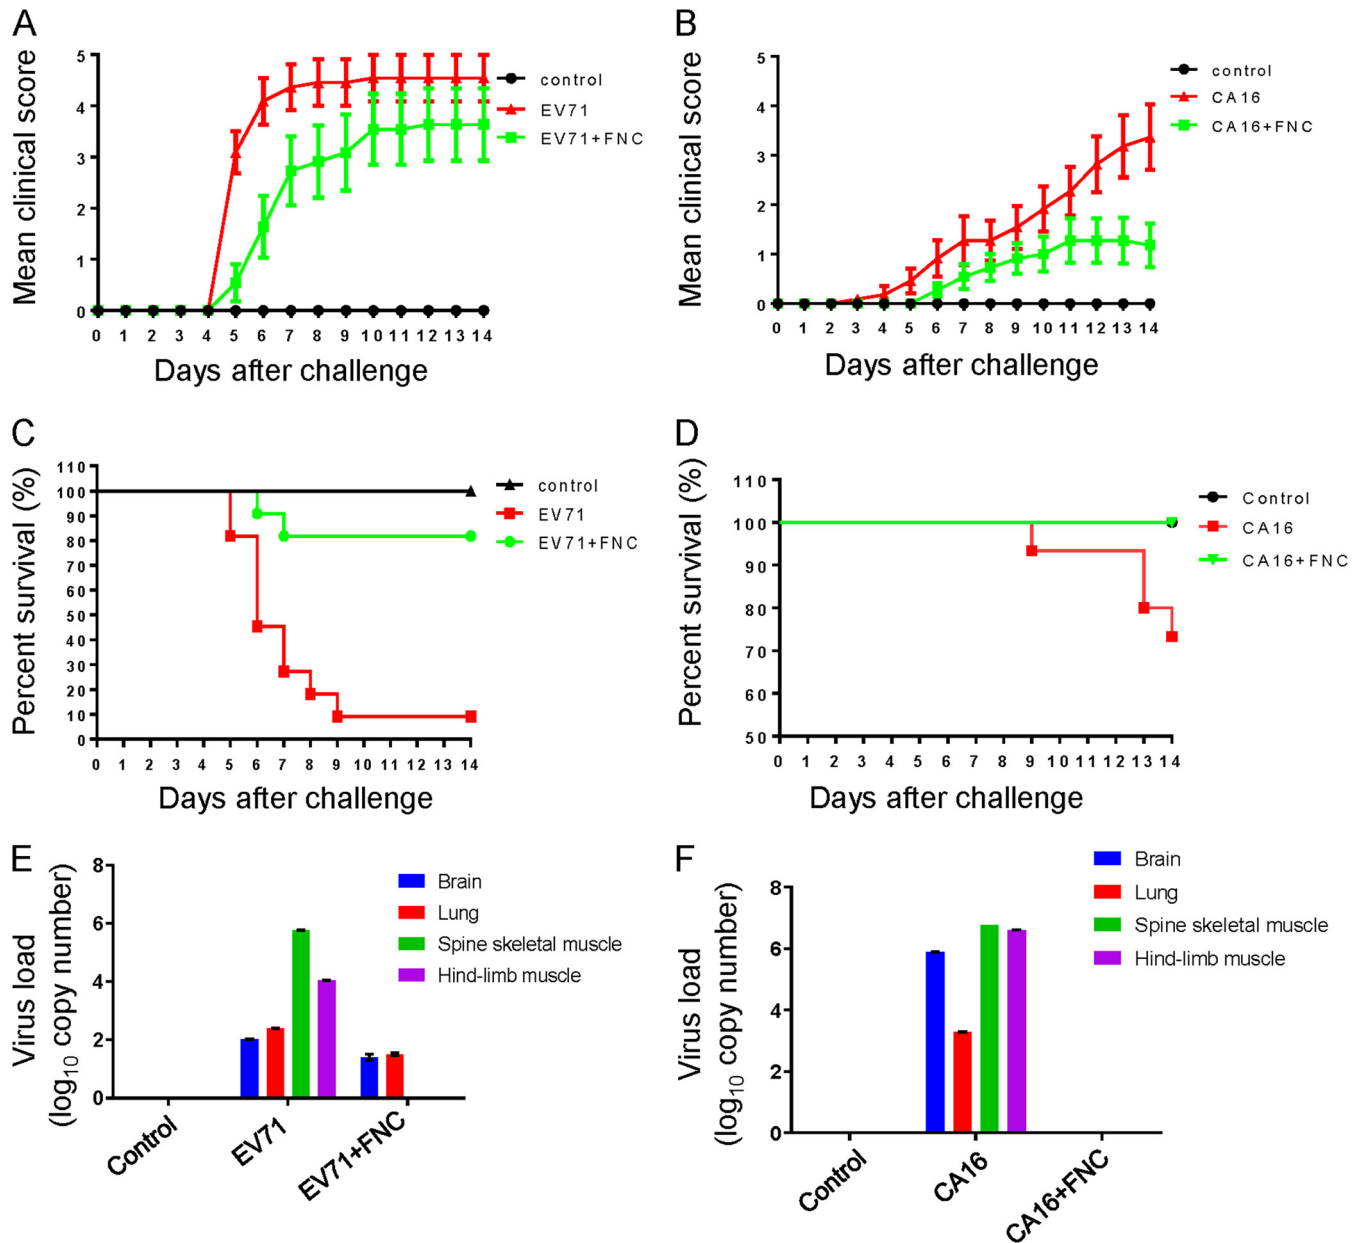 A
Mean clinical score
5
4
3
2
1
0
0 1 2 3 4 5 6 7 8 9 10 11 12 13 14
Days after challenge
control
EV71
EV71+FNC
B
Mean clinical score
5
4
3
2
1
0
0 1 2 3 4 5 6 7 8 9 10 11 12 13 14
Days after challenge
control
CA16
CA16+FNC
C
Percent survival (%)
110
100
90
80
70
60
50
40
30
20
10
0
0 1 2 3 4 5 6 7 8 9 10 11 12 13 14
Days after challenge
control
EV71
EV71+FNC
D
Percent survival (%)
110
100
90
80
70
60
50
0 1 2 3 4 5 6 7 8 9 10 11 12 13 14
Days after challenge
Control
CA16
CA16+FNC
E
Virus load
(log10 copy number)
8
6
4
2
0
Control
EV71
EV71+FNC
Brain
Lung
Spine skeletal muscle
Hind-limb muscle
F
Virus load
(log10 copy number)
8
6
4
2
0
Control
CA16
CA16+FNC
Brain
Lung
Spine skeletal muscle
Hind-limb muscle